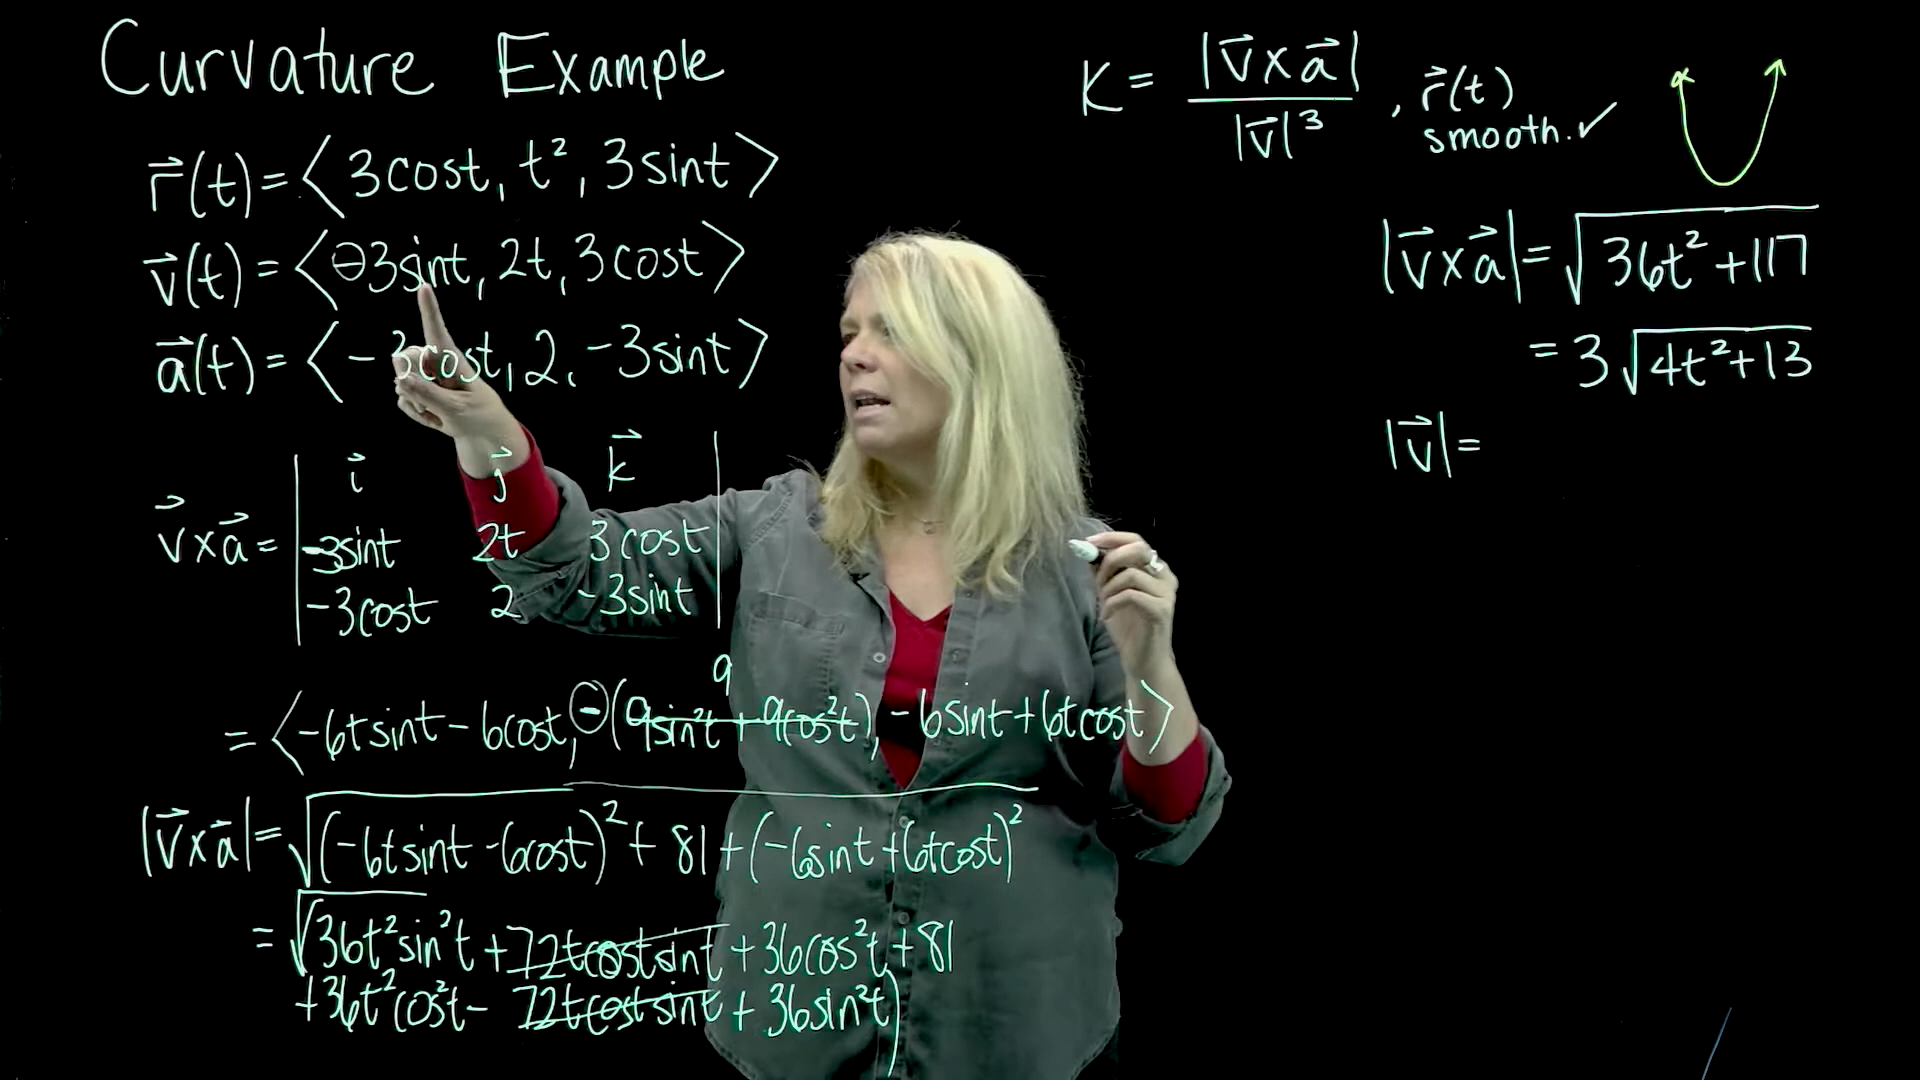 Curvature Example
r⃗(t) = ⟨3cost, t², 3sint⟩
v⃗(t) = ⟨-3sint, 2t, 3cost⟩
a⃗(t) = ⟨-3cost, 2, -3sint⟩
v⃗ x a⃗ = | i⃗ j⃗ k⃗ |
| -3sint 2t 3cost |
| -3cost 2 -3sint |
9
= ⟨-6tsint - 6cost, -(9sin²t + 9cos²t), -6sint + 6tcost⟩
|v⃗ x a⃗| = √((-6tsint - 6cost)² + 81 + (-6sint + 6tcost)²)
= √(36t²sin²t + 72tcostsint + 36cos²t + 81
+ 36t²cos²t - 72tcostsint + 36sin²t)
K = |v⃗ x a⃗| / |v⃗|³ , r⃗(t)
smooth. ✓
|v⃗ x a⃗| = √(36t² + 117)
= 3√(4t² + 13)
|v⃗| =